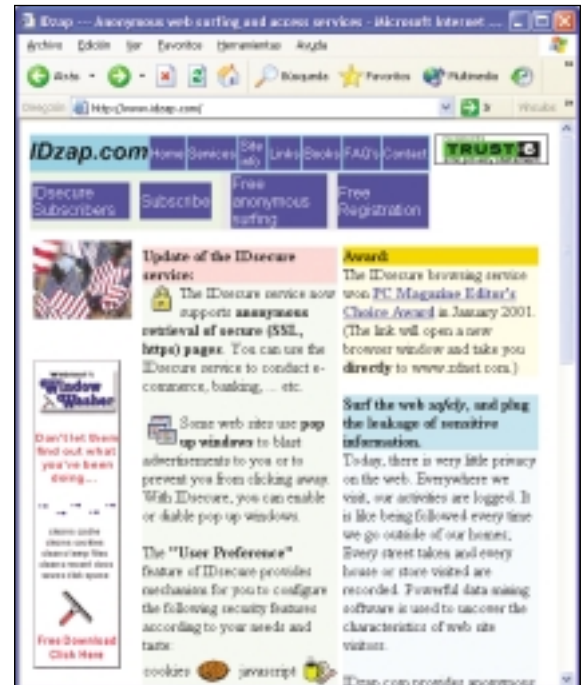 IDzap --- Anonymous web surfing and access services - Microsoft Internet ...
Archivo Edición Ver Favoritos Herramientas Ayuda
Atrás Búsqueda Favoritos Multimedia
Dirección http://www.idzap.com/ Ir Vínculos
IDzap.com Home Services Site info Links Books FAQ's Contact TRUST
IDsecure Subscribers
Subscribe
Free anonymous surfing
Free Registration
Window Washer
Don't let them
find out what
you've been
doing...
Free Download
Click Here
Update of the IDsecure
service:
The IDsecure service now
supports anonymous
retrieval of secure (SSL,
https) pages. You can use the
IDsecure service to conduct e-
commerce, banking, ... etc.
Some web sites use pop
up windows to blast
advertisements to you or to
prevent you from clicking away.
With IDsecure, you can enable
or diable pop up windows.
The "User Preference"
feature of IDsecure provides
mechanism for you to configure
the following security features
according to your needs and
taste:
cookies javascript
Award:
The IDsecure browsing service
won PC Magazine Editor's
Choice Award in January 2001.
(The link will open a new
browser window and take you
directly to www.zdnet.com.)
Surf the web safely, and plug
the leakage of sensitive
information.
Today, there is very little privacy
on the web. Everywhere we
visit, our activities are logged. It
is like being followed every time
we go outside of our homes;
Every street taken and every
house or store visited are
recorded. Powerful data mining
software is used to uncover the
characteristics of web site
visitors.
IDzap.com provides anonymous